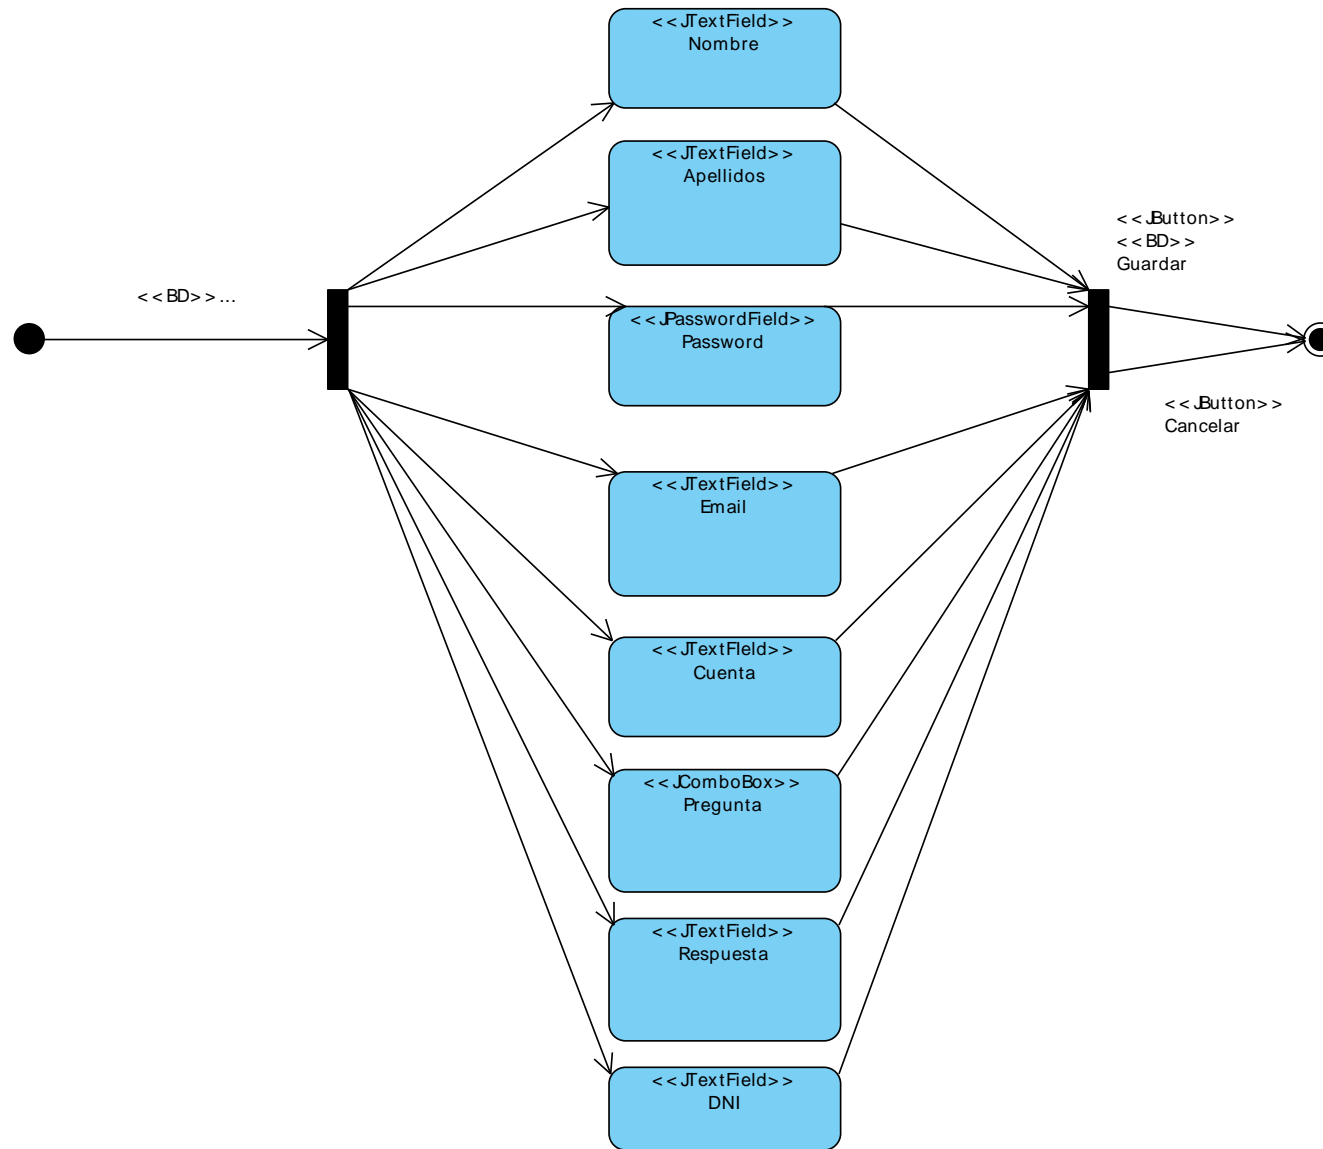 <<JTextField>>
Nombre
<<JTextField>>
Apellidos
<<JButton>>
<<BD>>
Guardar
<<BD>>...
<<JPasswordField>>
Password
<<JButton>>
Cancelar
<<JTextField>>
Email
<<JTextFIeld>>
Cuenta
<<JComboBox>>
Pregunta
<<JTextField>>
Respuesta
<<JTextField>>
DNI